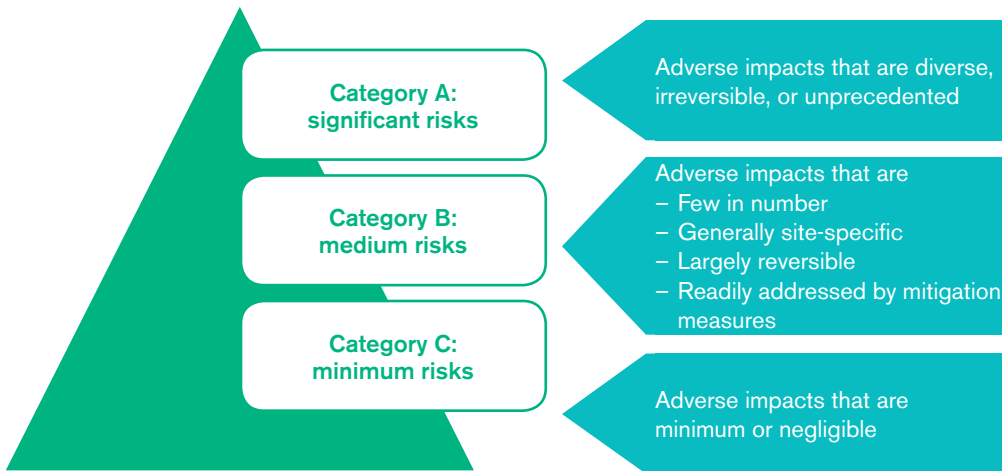 Category A:
significant risks
Adverse impacts that are diverse,
irreversible, or unprecedented
Category B:
medium risks
Adverse impacts that are
– Few in number
– Generally site-specific
– Largely reversible
– Readily addressed by mitigation
measures
Category C:
minimum risks
Adverse impacts that are
minimum or negligible